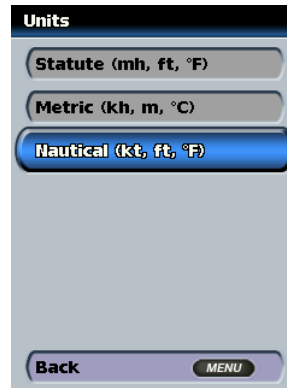 Units
Statute (mh, ft, °F)
Metric (kh, m, °C)
Nautical (kt, ft, °F)
Back MENU